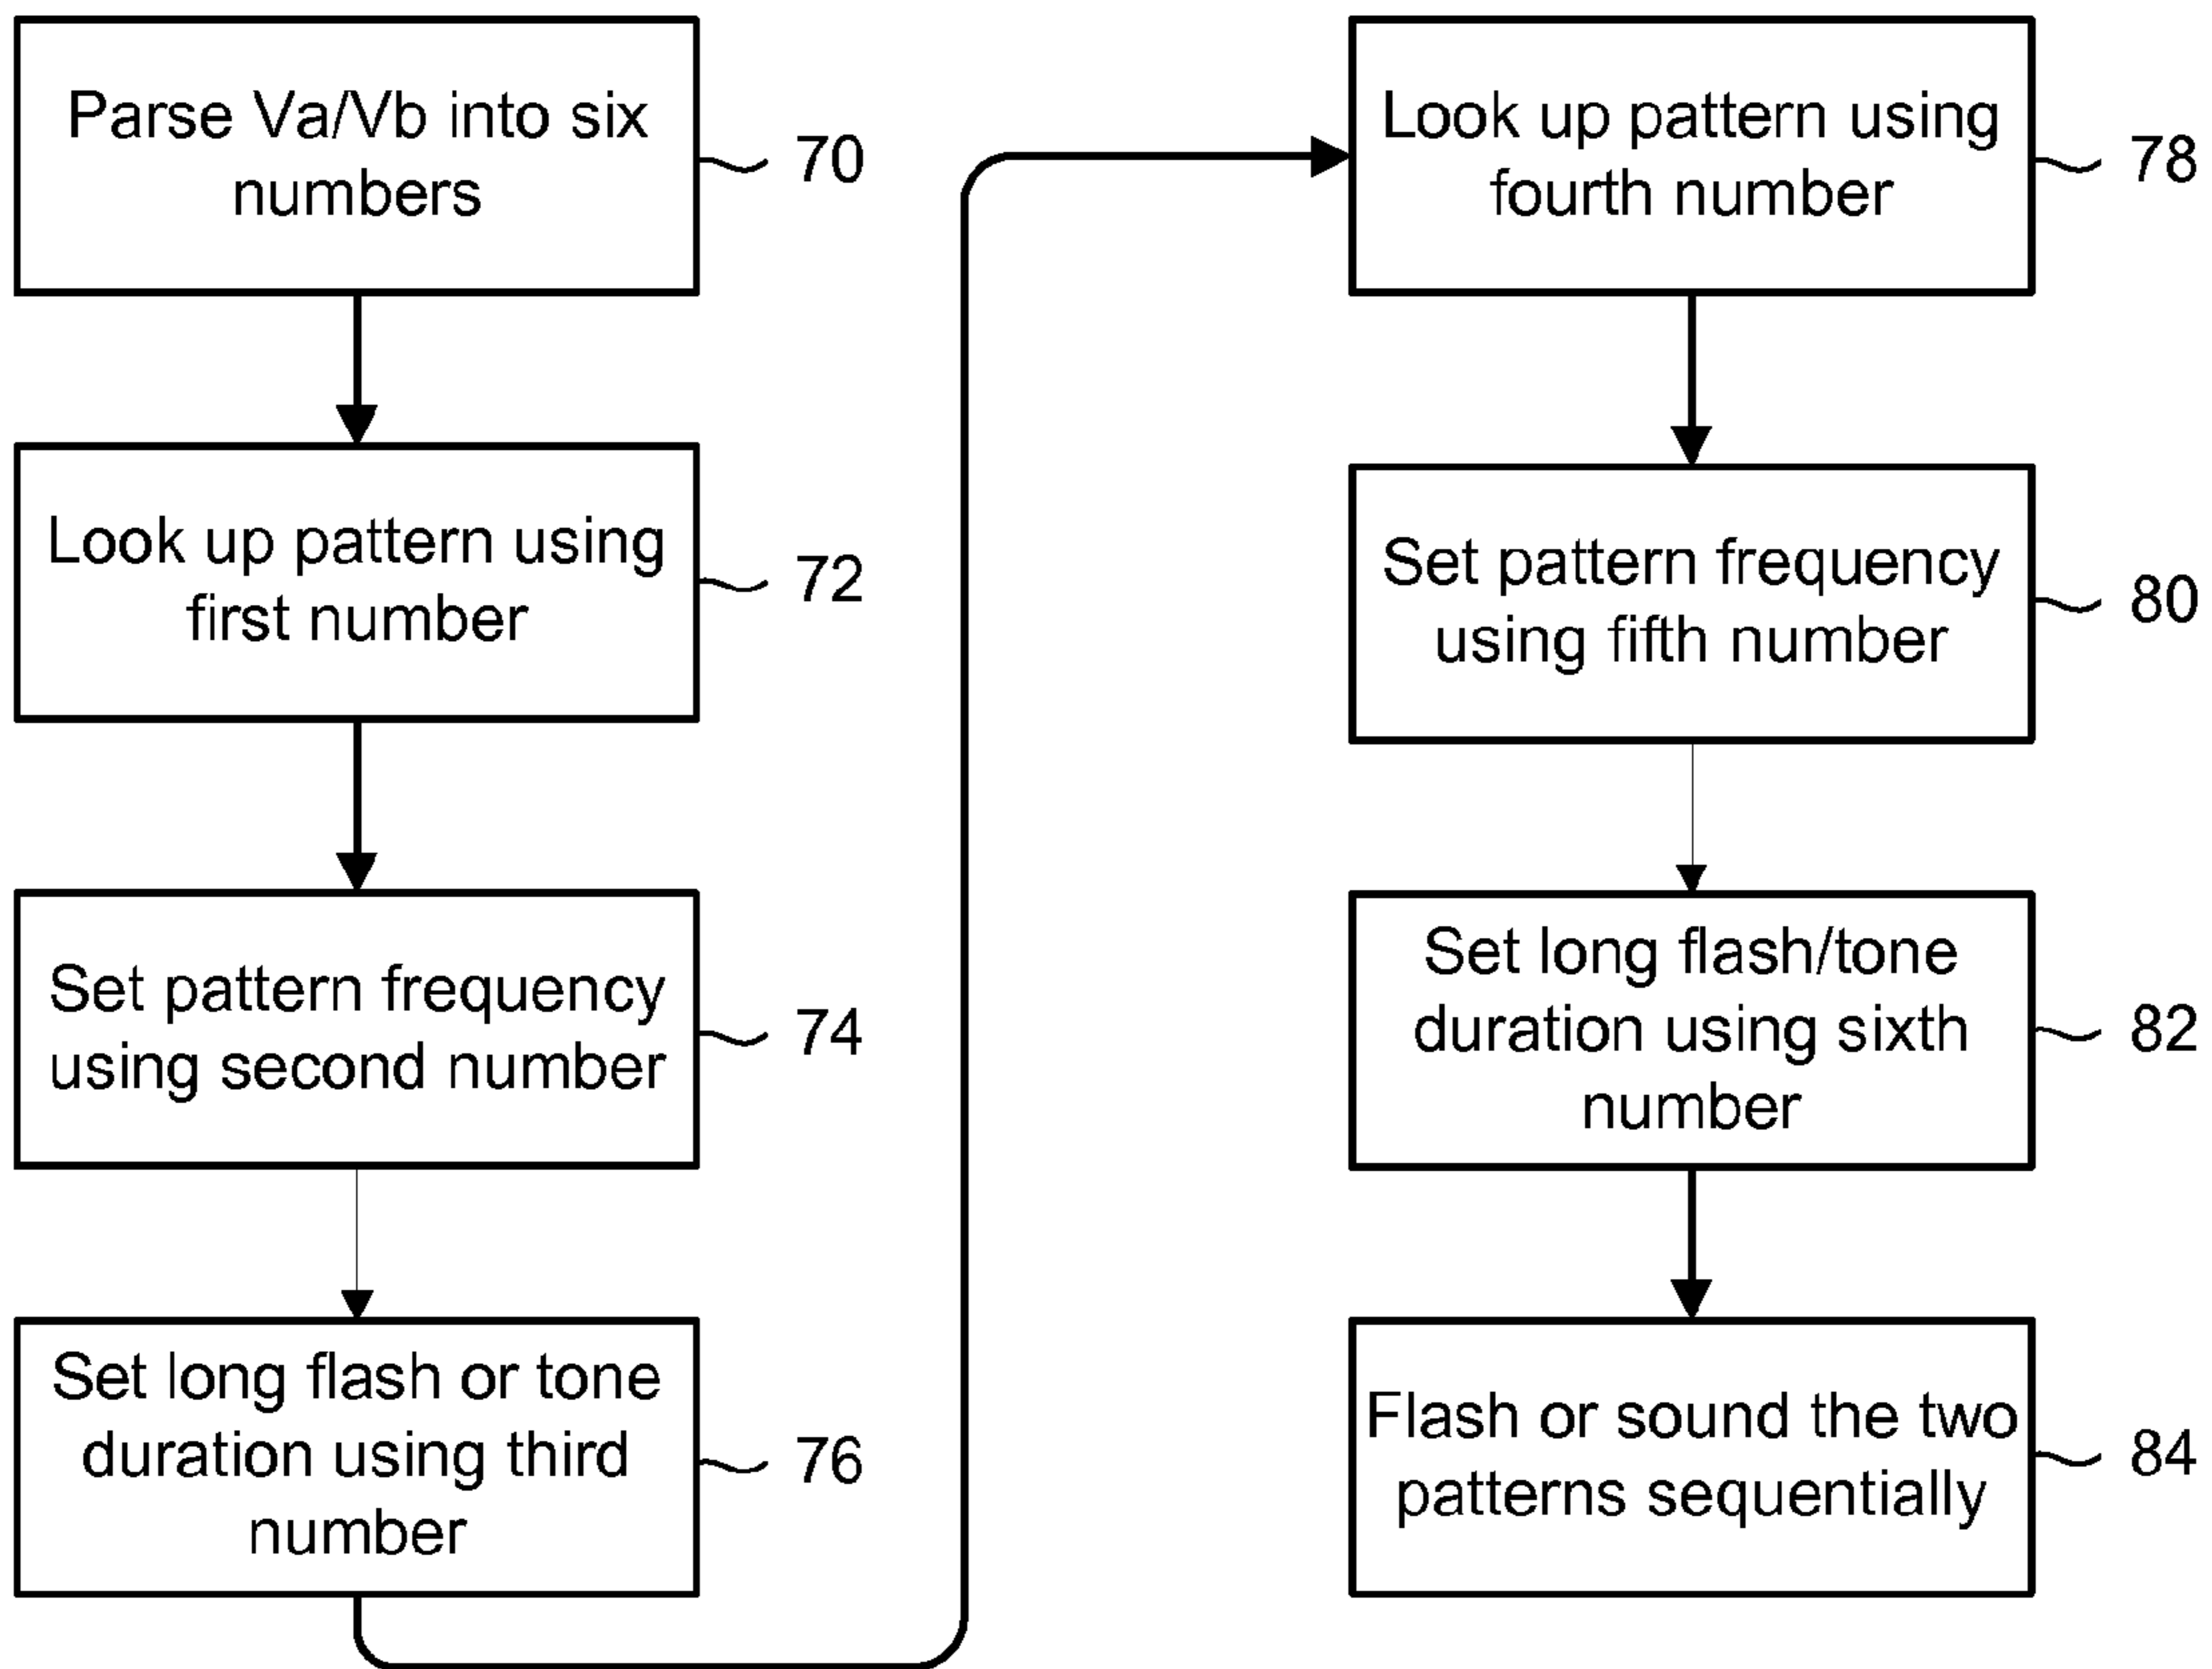 Parse Va/Vb into six
numbers
70
Look up pattern using
first number
72
Set pattern frequency
using second number
74
Set long flash or tone
duration using third
number
76
Look up pattern using
fourth number
78
Set pattern frequency
using fifth number
80
Set long flash/tone
duration using sixth
number
82
Flash or sound the two
patterns sequentially
84